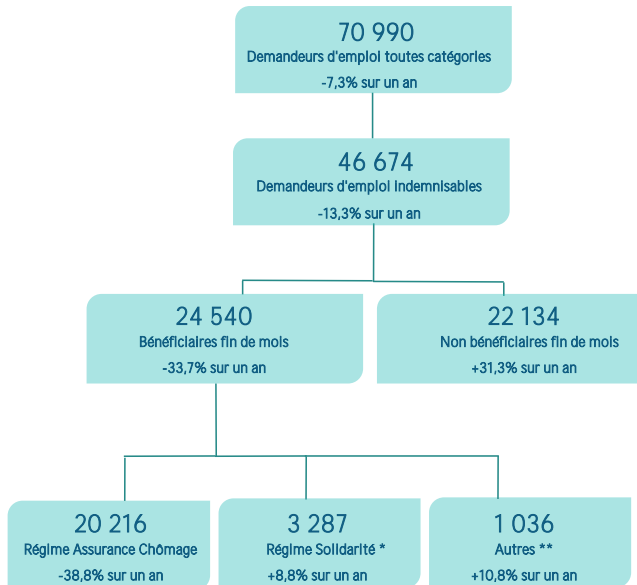 70 990
Demandeurs d'emploi toutes catégories
-7,3% sur un an
46 674
Demandeurs d'emploi indemnisables
-13,3% sur un an
24 540
Bénéficiaires fin de mois
-33,7% sur un an
22 134
Non bénéficiaires fin de mois
+31,3% sur un an
20 216
Régime Assurance Chômage
-38,8% sur un an
3 287
Régime Solidarité *
+8,8% sur un an
1 036
Autres **
+10,8% sur un an